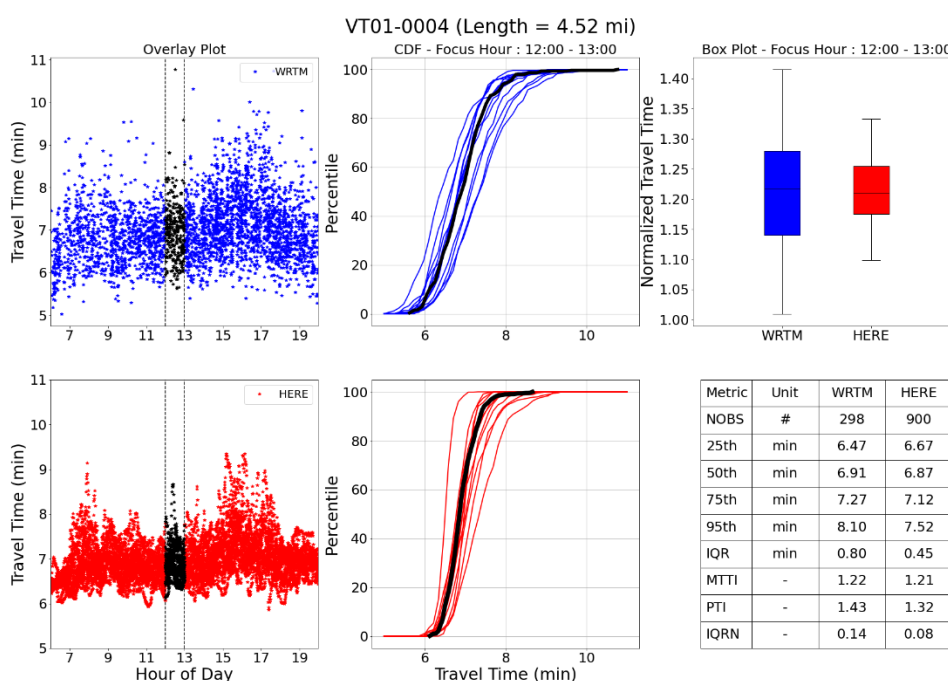 VT01-0004 (Length = 4.52 mi)
Overlay Plot
CDF - Focus Hour : 12:00 - 13:00
Box Plot - Focus Hour : 12:00 - 13:00
Travel Time (min)
11
10
9
8
7
6
5
WRTM
7 9 11 13 15 17 19
Percentile
100
80
60
40
20
0
6 8 10
Normalized Travel Time
1.40
1.35
1.30
1.25
1.20
1.15
1.10
1.05
1.00
WRTM HERE
Travel Time (min)
11
10
9
8
7
6
5
HERE
7 9 11 13 15 17 19
Hour of Day
Percentile
100
80
60
40
20
0
6 8 10
Travel Time (min)
Metric Unit WRTM HERE
NOBS # 298 900
25th min 6.47 6.67
50th min 6.91 6.87
75th min 7.27 7.12
95th min 8.10 7.52
IQR min 0.80 0.45
MTTI - 1.22 1.21
PTI - 1.43 1.32
IQRN - 0.14 0.08